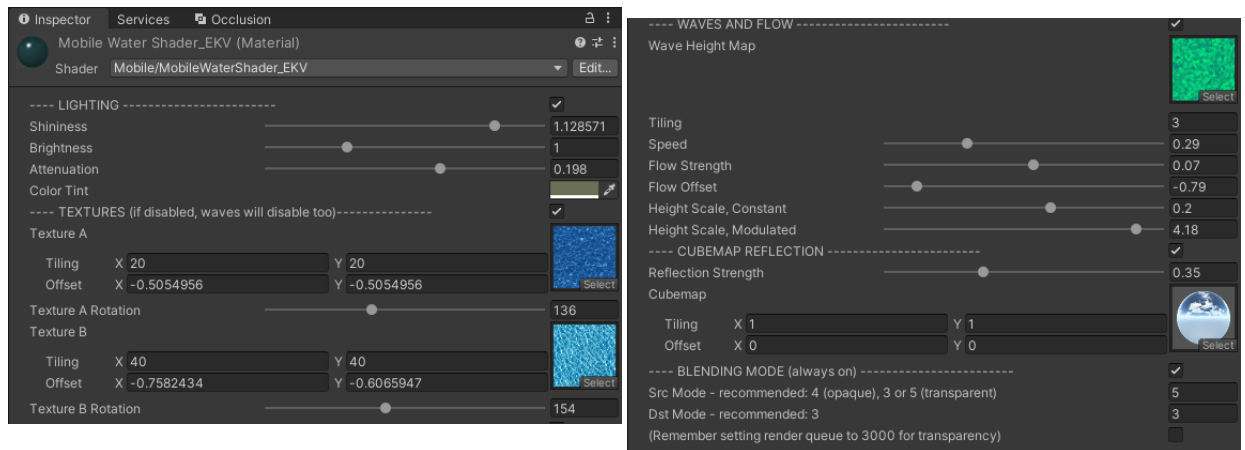 Inspector Services Occlusion
Mobile Water Shader_EKV (Material)
Shader Mobile/MobileWaterShader_EKV Edit...
---- LIGHTING -----------------------
Shininess 1.128571
Brightness 1
Attenuation 0.198
Color Tint
---- TEXTURES (if disabled, waves will disable too)---------------
Texture A
Tiling X 20 Y 20
Offset X -0.5054956 Y -0.5054956
Select
Texture A Rotation 136
Texture B
Tiling X 40 Y 40
Offset X -0.7582434 Y -0.6065947
Select
Texture B Rotation 154
---- WAVES AND FLOW -----------------------
Wave Height Map
Select
Tiling 3
Speed 0.29
Flow Strength 0.07
Flow Offset -0.79
Height Scale, Constant 0.2
Height Scale, Modulated 4.18
---- CUBEMAP REFLECTION -----------------------
Reflection Strength 0.35
Cubemap
Tiling X 1 Y 1
Offset X 0 Y 0
Select
---- BLENDING MODE (always on) -----------------------
Src Mode - recommended: 4 (opaque), 3 or 5 (transparent) 5
Dst Mode - recommended: 3 3
(Remember setting render queue to 3000 for transparency)